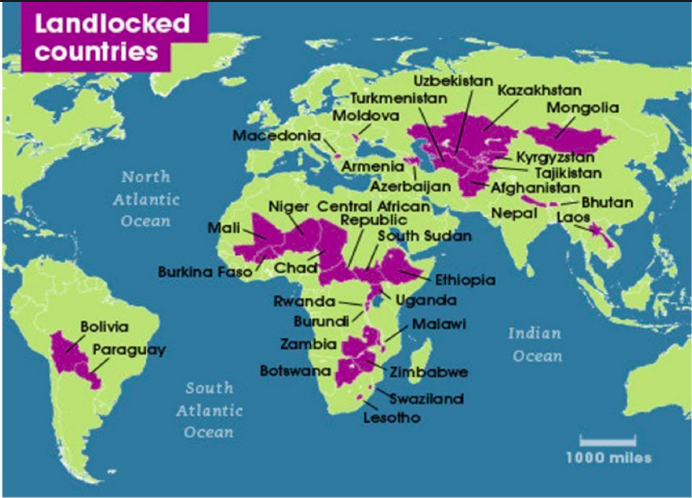 Landlocked
countries
Uzbekistan
Kazakhstan
Turkmenistan
Mongolia
Moldova
Macedonia
Armenia
Kyrgyzstan
Tajikistan
Azerbaijan
Afghanistan
North
Atlantic
Ocean
Bhutan
Nepal
Laos
Niger
Central African
Republic
Mali
South Sudan
Burkina Faso
Chad
Ethiopia
Rwanda
Uganda
Burundi
Malawi
Bolivia
Paraguay
Zambia
Indian
Ocean
Botswana
Zimbabwe
South
Atlantic
Ocean
Swaziland
Lesotho
1000 miles